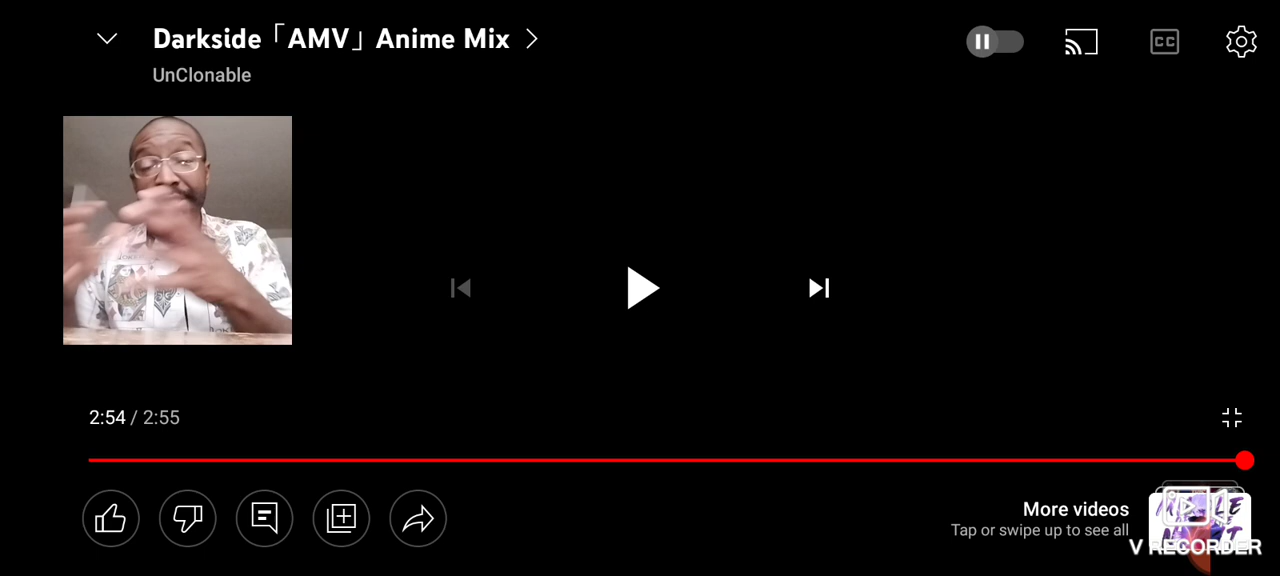 Darkside「AMV」Anime Mix
UnClonable
CC
2:54 / 2:55
More videos
Tap or swipe up to see all
V RECORDER